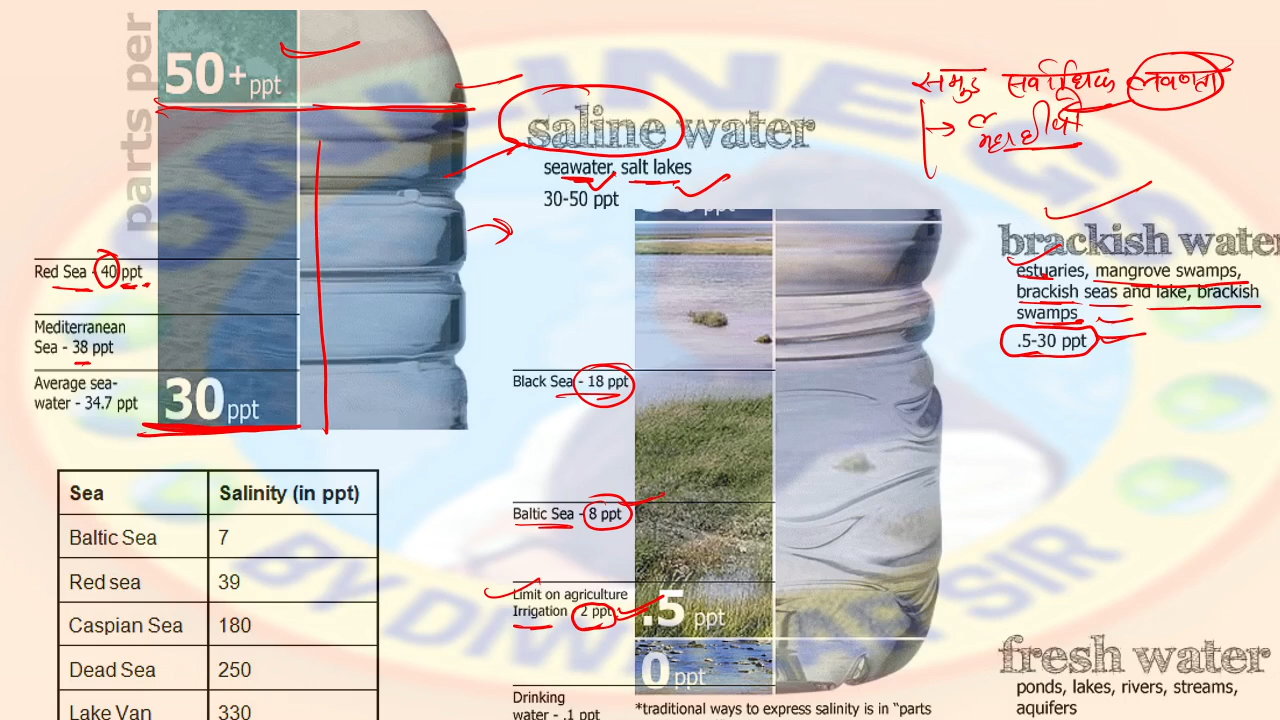 parts per
50+ppt
saline water
seawater, salt lakes
30-50 ppt
Red Sea - 40 ppt
Mediterranean
Sea - 38 ppt
Average sea-
water - 34.7 ppt
30 ppt
समुद्र सर्वाधिक लवणता
brackish water
estuaries, mangrove swamps,
brackish seas and lake, brackish
swamps
.5-30 ppt
Black Sea - 18 ppt
Baltic Sea - 8 ppt
Limit on agriculture
Irrigation 2 ppt
.5 ppt
0 ppt
Drinking
water - .1 ppt
*traditional ways to express salinity is in "parts
fresh water
ponds, lakes, rivers, streams,
aquifers
Sea Salinity (in ppt)
Baltic Sea 7
Red sea 39
Caspian Sea 180
Dead Sea 250
Lake Van 330